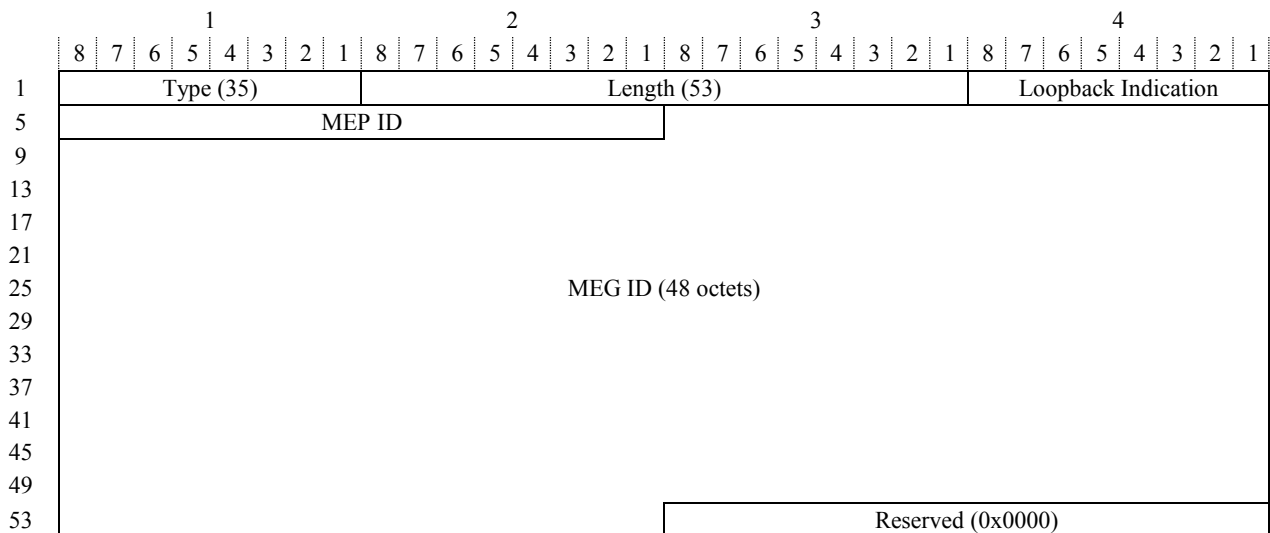 1 2 3 4
8 7 6 5 4 3 2 1 8 7 6 5 4 3 2 1 8 7 6 5 4 3 2 1 8 7 6 5 4 3 2 1
1 Type (35) Length (53) Loopback Indication
5 MEP ID
9
13
17
21
25 MEG ID (48 octets)
29
33
37
41
45
49
53 Reserved (0x0000)